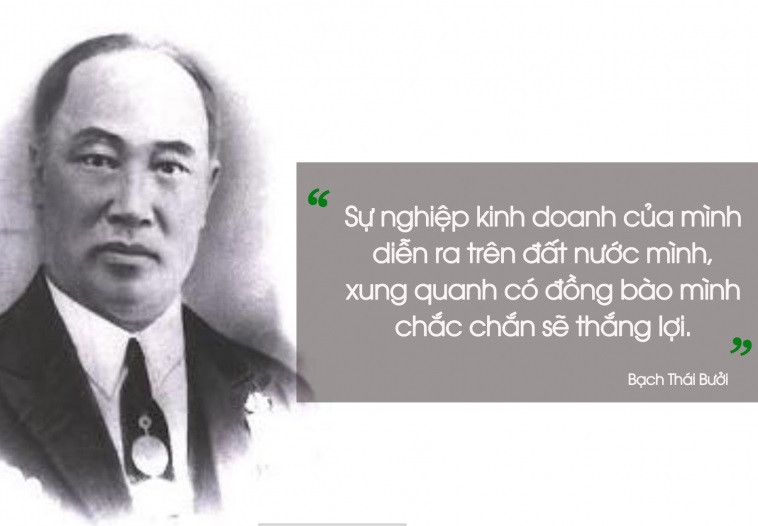 “
Sự nghiệp kinh doanh của mình
diễn ra trên đất nước mình,
xung quanh có đồng bào mình
chắc chắn sẽ thắng lợi.
”
Bạch Thái Bưởi